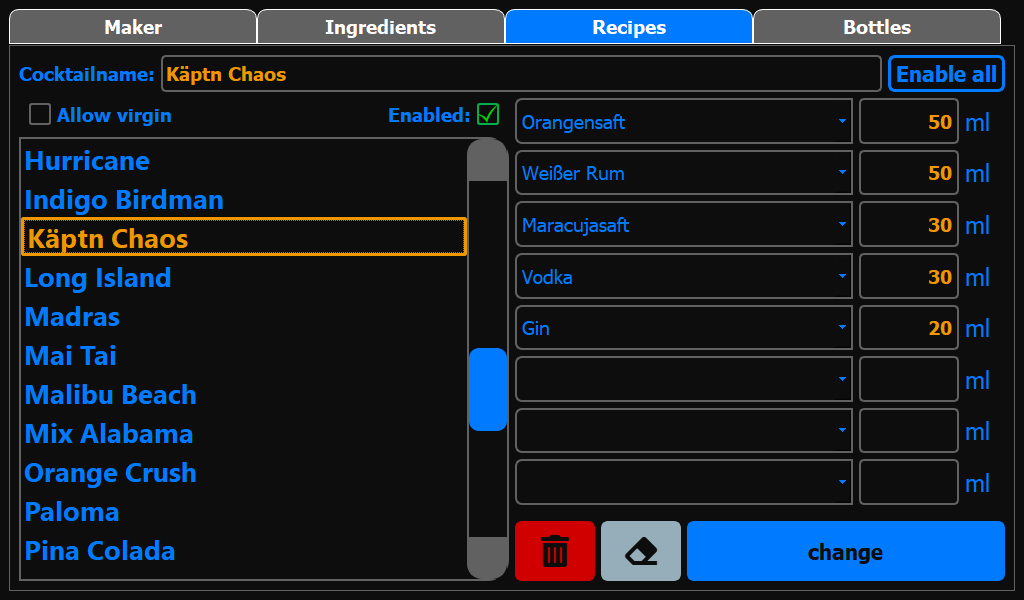 Maker Ingredients Recipes Bottles
Cocktailname: Käptn Chaos Enable all
Allow virgin Enabled:
Hurricane
Indigo Birdman
Käptn Chaos
Long Island
Madras
Mai Tai
Malibu Beach
Mix Alabama
Orange Crush
Paloma
Pina Colada
Orangensaft 50 ml
Weißer Rum 50 ml
Maracujasaft 30 ml
Vodka 30 ml
Gin 20 ml
ml
ml
ml
change